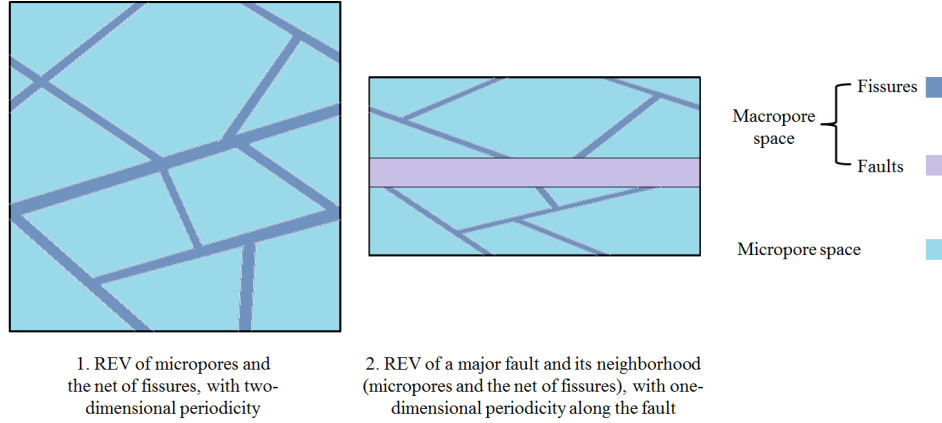 Fissures
Macropore
space
Faults
Micropore space
1. REV of micropores and
the net of fissures, with two-
dimensional periodicity
2. REV of a major fault and its neighborhood
(micropores and the net of fissures), with one-
dimensional periodicity along the fault